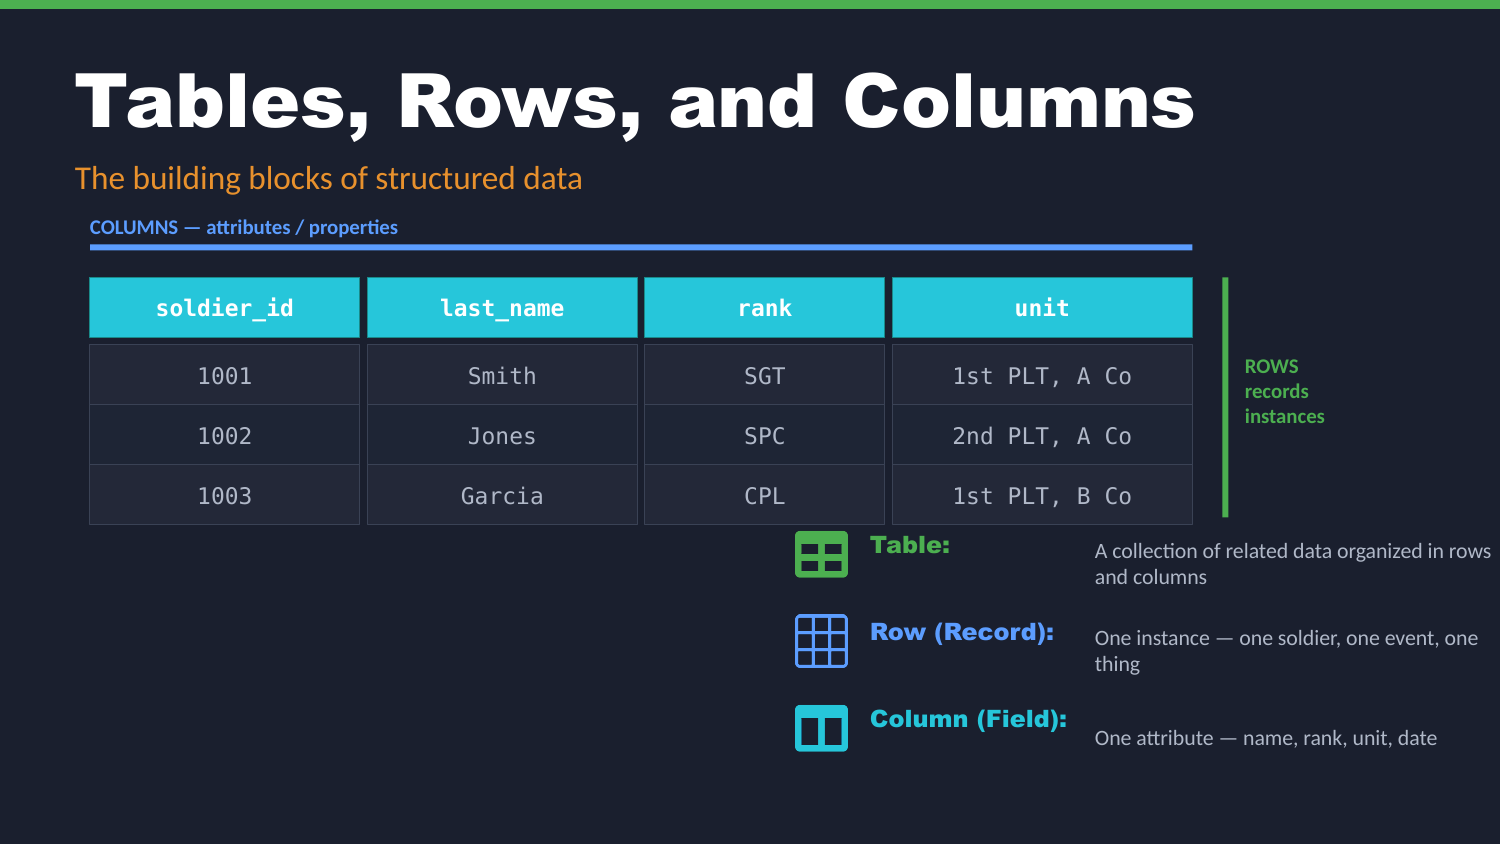 Tables, Rows, and Columns
The building blocks of structured data
COLUMNS — attributes / properties
soldier_id last_name rank unit
1001 Smith SGT 1st PLT, A Co
1002 Jones SPC 2nd PLT, A Co
1003 Garcia CPL 1st PLT, B Co
ROWS
records
instances
Table:
A collection of related data organized in rows
and columns
Row (Record):
One instance — one soldier, one event, one
thing
Column (Field):
One attribute — name, rank, unit, date